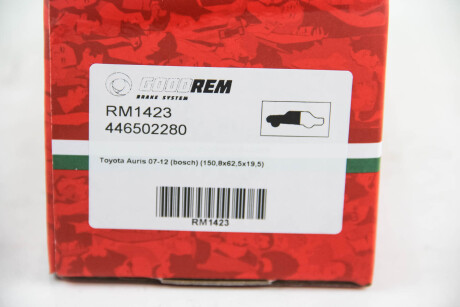 GOODREM
BRAKE SYSTEM
RM1423
446502280
Toyota Auris 07-12 (bosch) (150,8x62,5x19,5)
RM1423